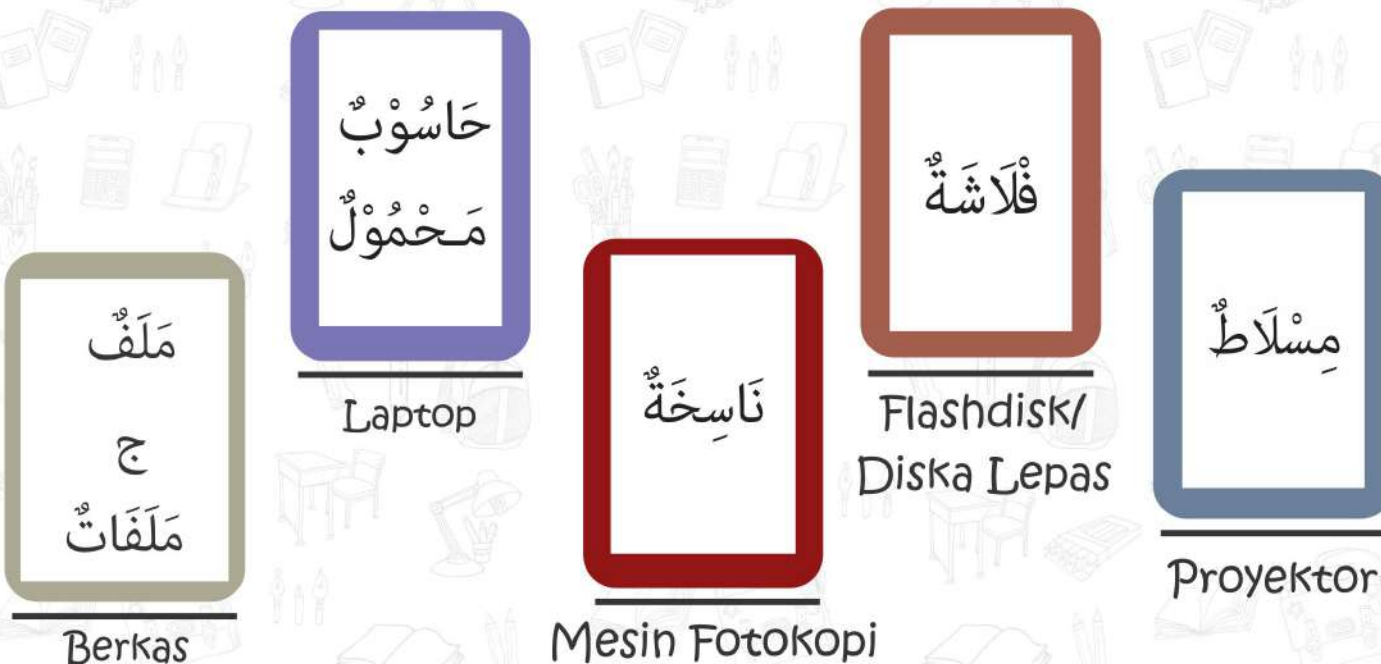 مَلَفٌ
ج
مَلَفَاتٌ
Berkas
حَاسُوْبٌ
مَـحْمُوْلٌ
Laptop
نَاسِخَةٌ
Mesin Fotokopi
فْلَاشَةٌ
Flashdisk/
Diska Lepas
مِسْلَاطٌ
Proyektor